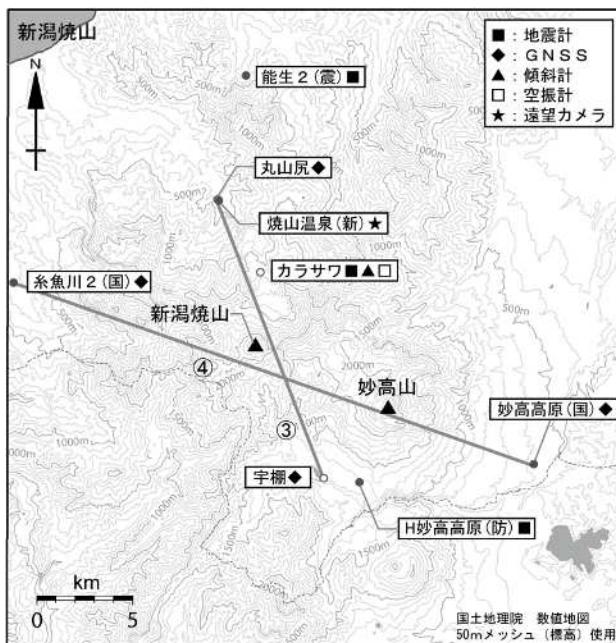 新潟焼山
N
■:地震計
◆:GNSS
▲:傾斜計
□:空振計
★:遠望カメラ
能生2(震)■
500m
1000m
丸山尻◆
焼山温泉(新)★
カラサワ■▲□
糸魚川2(国)◆
新潟焼山
④
2000m
妙高山
妙高高原(国)◆
③
宇棚◆
H妙高高原(防)■
1500m
km
0 5
国土地理院 数値地図
50mメッシュ(標高)使用